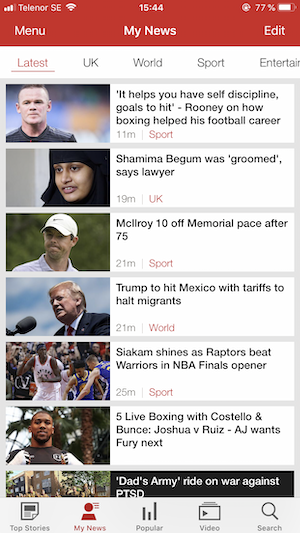 Telenor SE 15:44 77 %
Menu My News Edit
Latest UK World Sport Entertai
'It helps you have self discipline,
goals to hit' - Rooney on how
boxing helped his football career
11m | Sport
Shamima Begum was 'groomed',
says lawyer
19m | UK
McIlroy 10 off Memorial pace after
75
21m | Sport
Trump to hit Mexico with tariffs to
halt migrants
21m | World
Siakam shines as Raptors beat
Warriors in NBA Finals opener
25m | Sport
5 Live Boxing with Costello &
Bunce: Joshua v Ruiz - AJ wants
Fury next
'Dad's Army' ride on war against
PTSD
Top Stories My News Popular Video Search